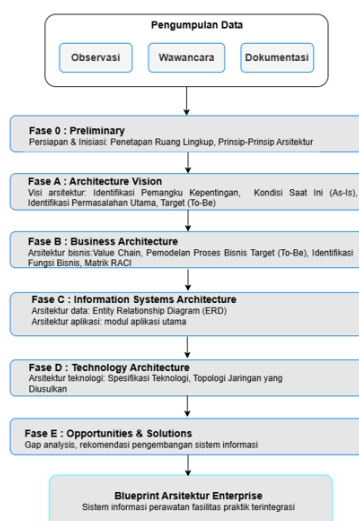 Pengumpulan Data
Observasi
Wawancara
Dokumentasi
Fase 0 : Preliminary
Persiapan & Inisiasi: Penetapan Ruang Lingkup, Prinsip-Prinsip Arsitektur
Fase A : Architecture Vision
Visi arsitektur: Identifikasi Pemangku Kepentingan, Kondisi Saat Ini (As-Is),
Identifikasi Permasalahan Utama, Target (To-Be)
Fase B : Business Architecture
Arsitektur bisnis:Value Chain, Pemodelan Proses Bisnis Target (To-Be), Identifikasi
Fungsi Bisnis, Matrik RACI
Fase C : Information Systems Architecture
Arsitektur data: Entity Relationship Diagram (ERD)
Arsitektur aplikasi: modul aplikasi utama
Fase D : Technology Architecture
Arsitektur teknologi: Spesifikasi Teknologi, Topologi Jaringan yang
Diusulkan
Fase E : Opportunities & Solutions
Gap analysis, rekomendasi pengembangan sistem informasi
Blueprint Arsitektur Enterprise
Sistem informasi perawatan fasilitas praktik terintegrasi